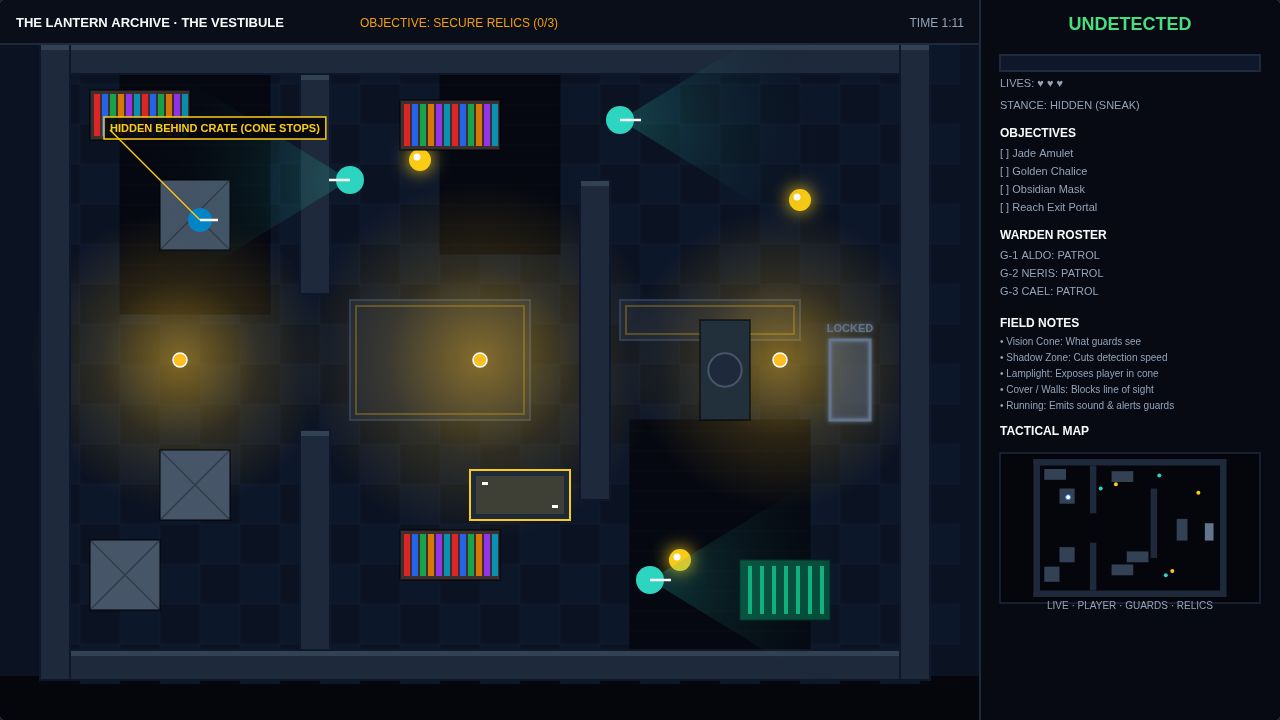 THE LANTERN ARCHIVE · THE VESTIBULE
OBJECTIVE: SECURE RELICS (0/3)
TIME 1:11
HIDDEN BEHIND CRATE (CONE STOPS)
LOCKED
UNDETECTED
LIVES: ♥ ♥ ♥
STANCE: HIDDEN (SNEAK)
OBJECTIVES
[ ] Jade Amulet
[ ] Golden Chalice
[ ] Obsidian Mask
[ ] Reach Exit Portal
WARDEN ROSTER
G-1 ALDO: PATROL
G-2 NERIS: PATROL
G-3 CAEL: PATROL
FIELD NOTES
• Vision Cone: What guards see
• Shadow Zone: Cuts detection speed
• Lamplight: Exposes player in cone
• Cover / Walls: Blocks line of sight
• Running: Emits sound & alerts guards
TACTICAL MAP
LIVE · PLAYER · GUARDS · RELICS